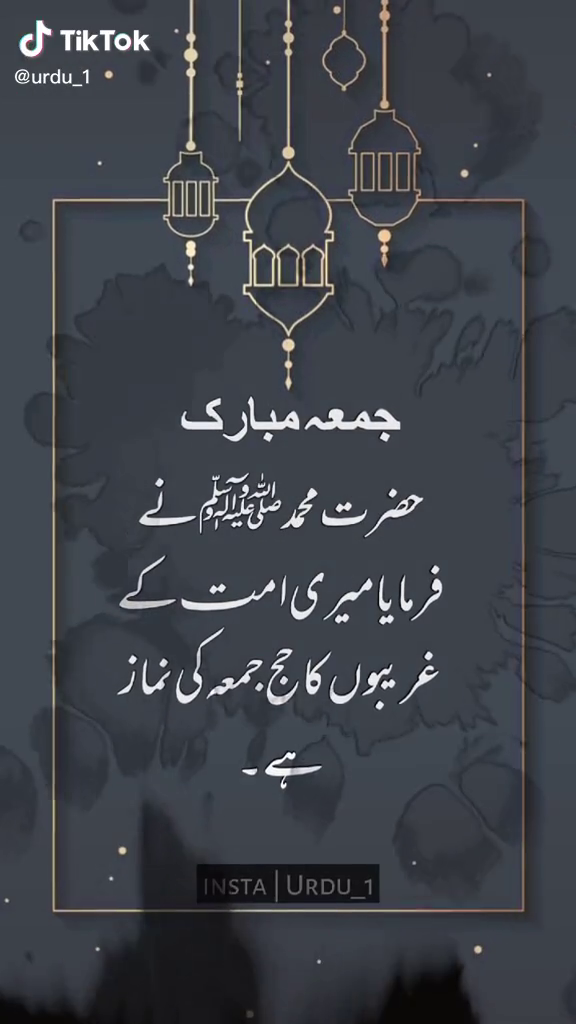 TikTok
@urdu_1
جمعہ مبارک
حضرت محمد ﷺ نے
فرمایا میری امت کے
غریبوں کا حج جمعہ کی نماز
ہے۔
INSTA | URDU_1